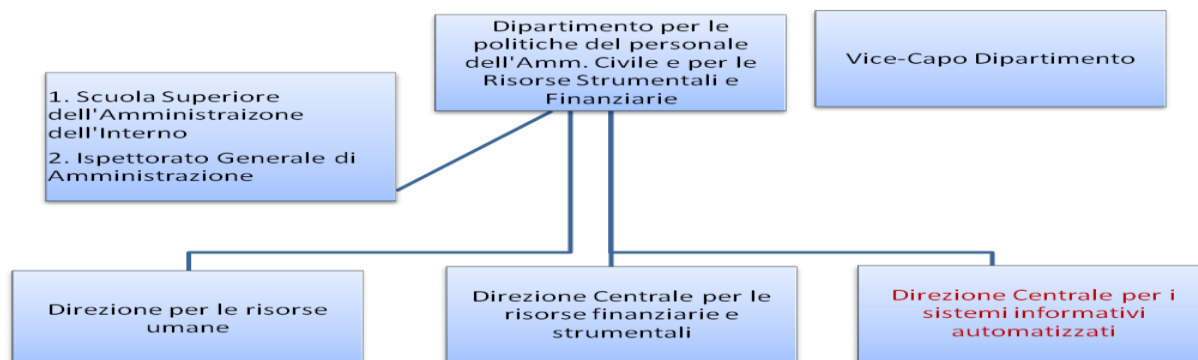 Dipartimento per le
politiche del personale
dell'Amm. Civile e per le
Risorse Strumentali e
Finanziarie
Vice-Capo Dipartimento
1. Scuola Superiore
dell'Amministraizone
dell'Interno
2. Ispettorato Generale di
Amministrazione
Direzione per le risorse
umane
Direzione Centrale per le
risorse finanziarie e
strumentali
Direzione Centrale per i
sistemi informativi
automatizzati